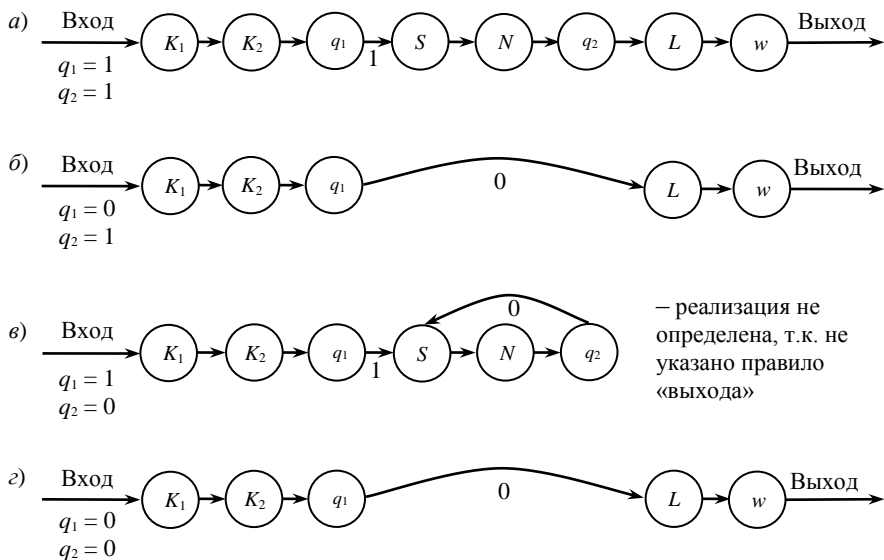 а) Вход K₁ K₂ q₁ 1 S N q₂ L w Выход
q₁ = 1
q₂ = 1
б) Вход K₁ K₂ q₁ 0 L w Выход
q₁ = 0
q₂ = 1
в) Вход K₁ K₂ q₁ 1 S N q₂ 0
q₁ = 1
q₂ = 0
– реализация не
определена, т.к. не
указано правило
«выхода»
г) Вход K₁ K₂ q₁ 0 L w Выход
q₁ = 0
q₂ = 0